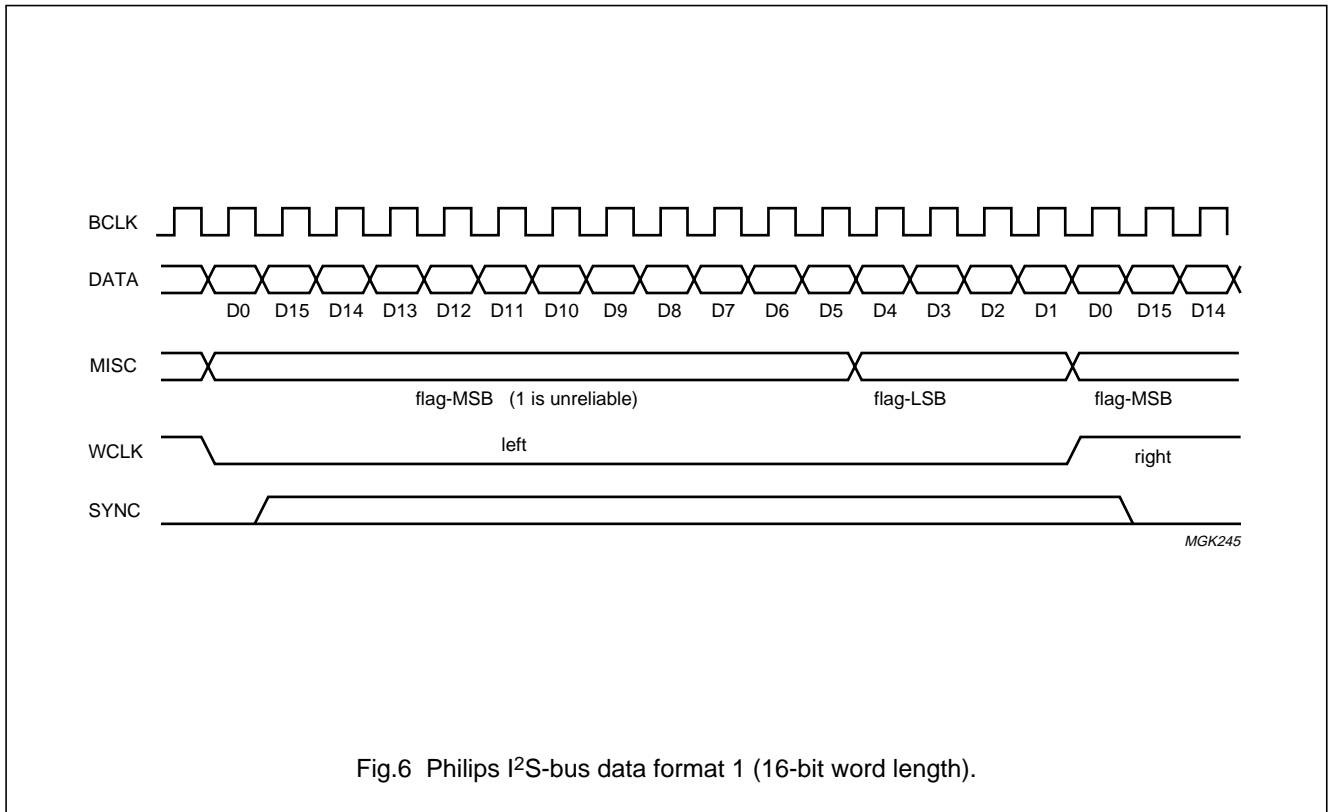 BCLK
DATA
D0 D15 D14 D13 D12 D11 D10 D9 D8 D7 D6 D5 D4 D3 D2 D1 D0 D15 D14
MISC
flag-MSB (1 is unreliable) flag-LSB flag-MSB
WCLK left right
SYNC
MGK245
Fig.6 Philips I²S-bus data format 1 (16-bit word length).